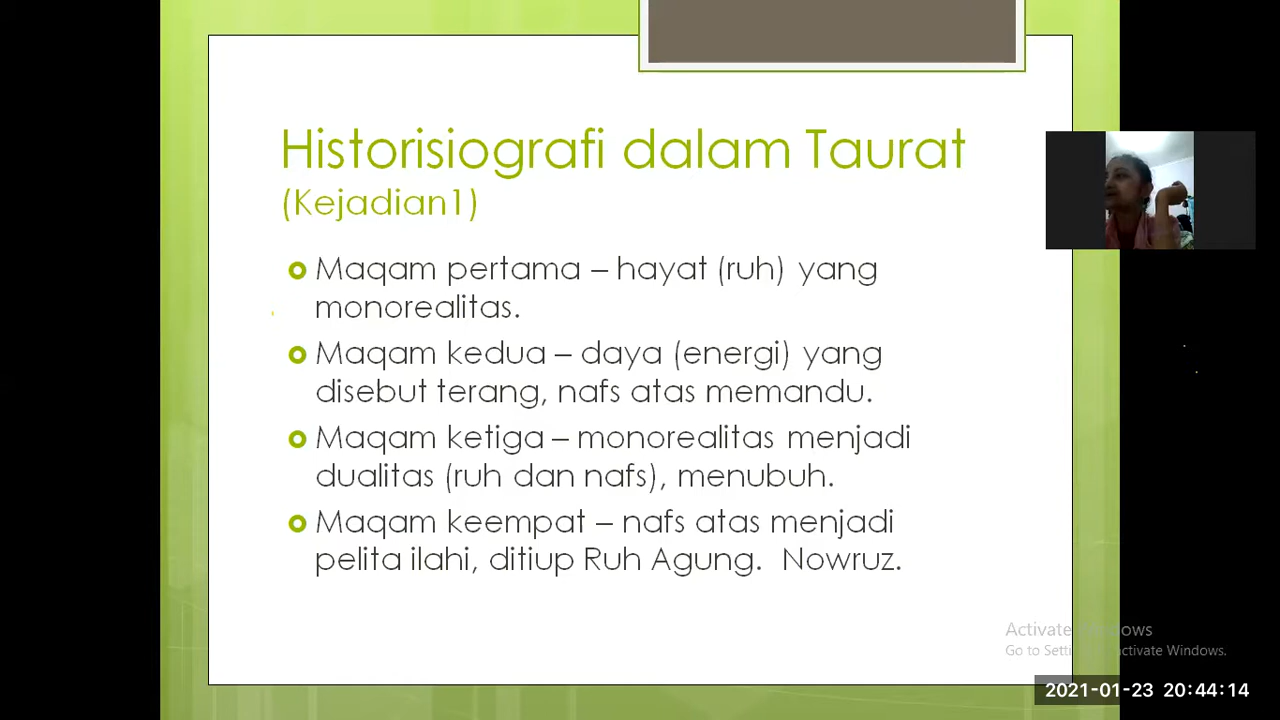 Historisiografi dalam Taurat
(Kejadian1)
Maqam pertama – hayat (ruh) yang
monorealitas.
Maqam kedua – daya (energi) yang
disebut terang, nafs atas memandu.
Maqam ketiga – monorealitas menjadi
dualitas (ruh dan nafs), menubuh.
Maqam keempat – nafs atas menjadi
pelita ilahi, ditiup Ruh Agung.  Nowruz.
Activate Windows
Go to Settings to activate Windows.
2021-01-23 20:44:14